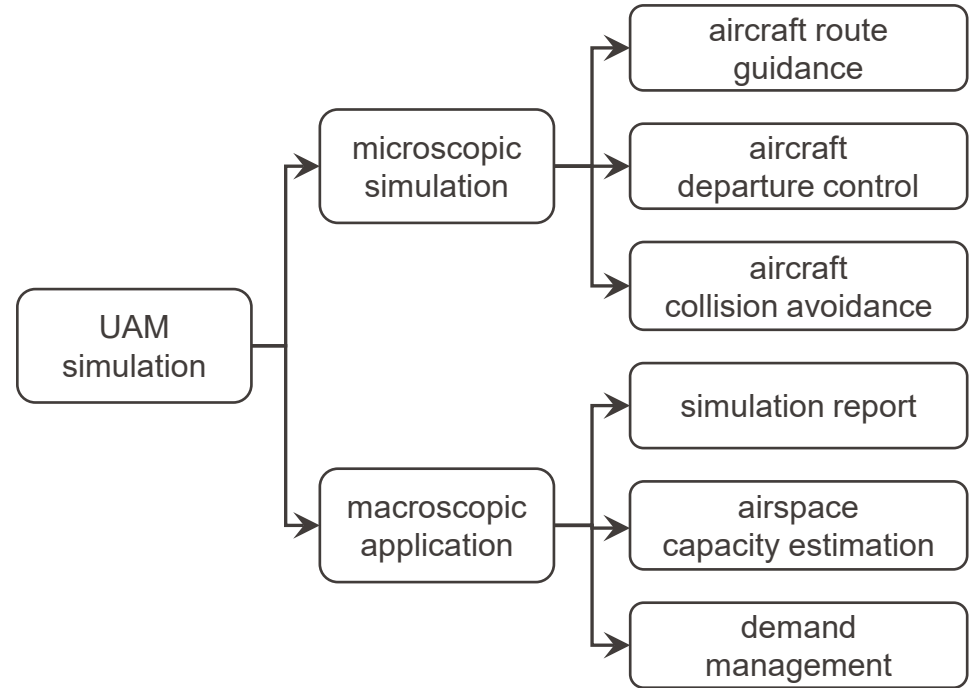 UAM
simulation
microscopic
simulation
aircraft route
guidance
aircraft
departure control
aircraft
collision avoidance
macroscopic
application
simulation report
airspace
capacity estimation
demand
management